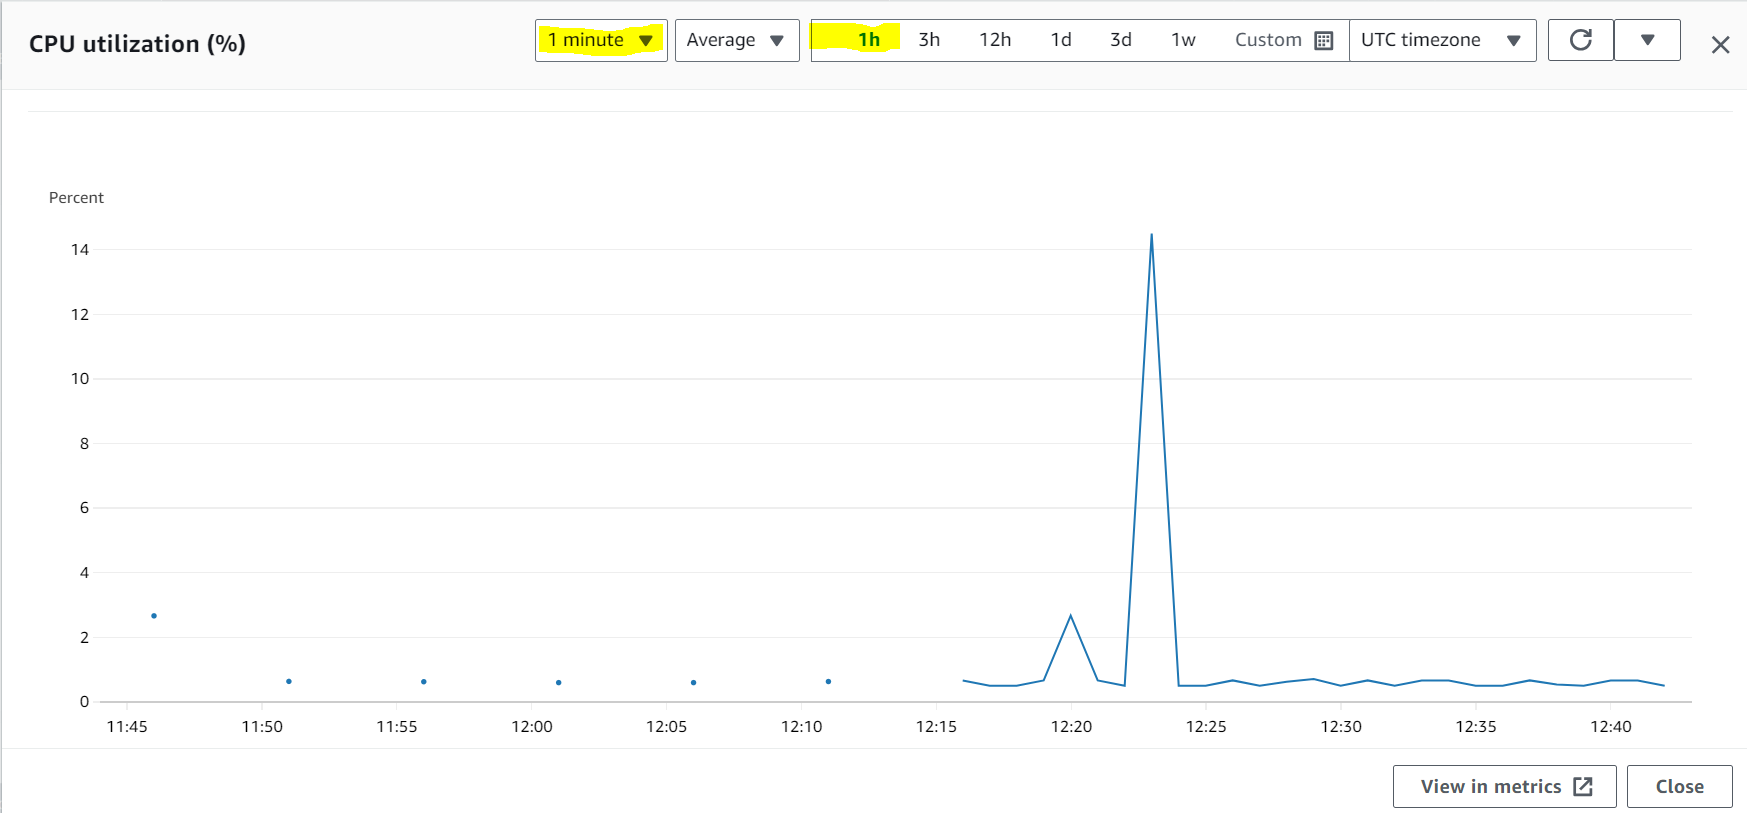 CPU utilization (%)
1 minute
Average
1h 3h 12h 1d 3d 1w Custom
UTC timezone
Percent
14
12
10
8
6
4
2
0
11:45 11:50 11:55 12:00 12:05 12:10 12:15 12:20 12:25 12:30 12:35 12:40
View in metrics
Close